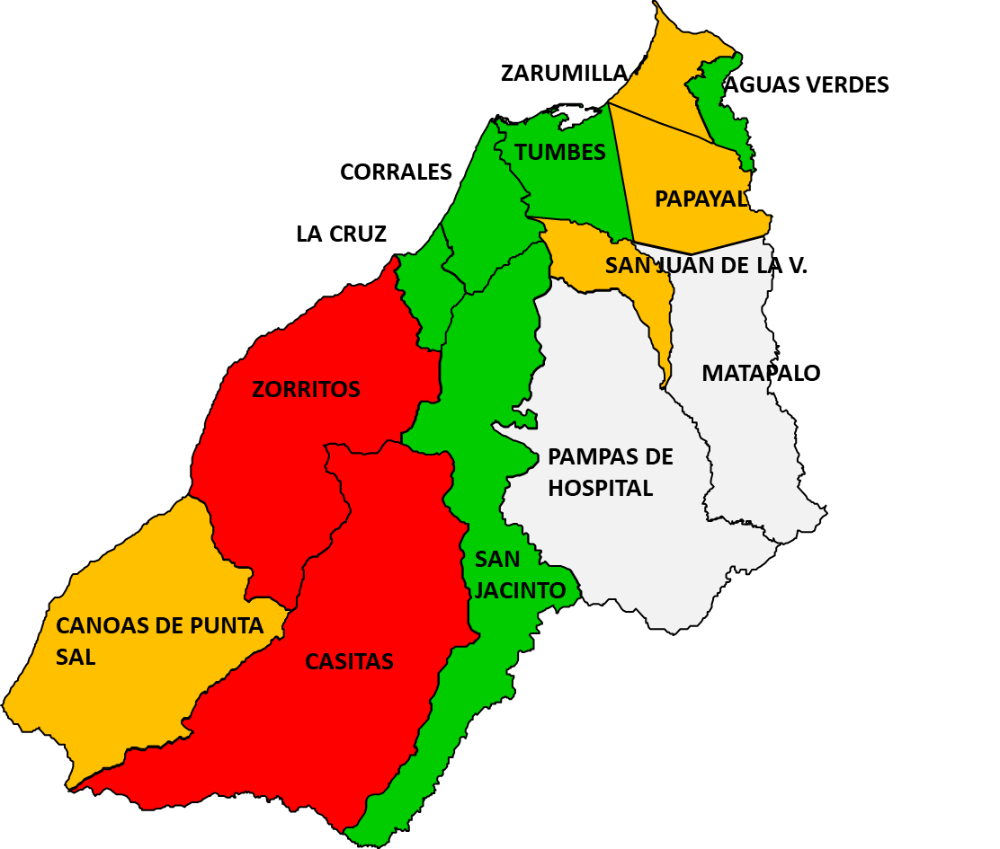 ZARUMILLA
AGUAS VERDES
TUMBES
CORRALES
PAPAYAL
LA CRUZ
SAN JUAN DE LA V.
MATAPALO
ZORRITOS
PAMPAS DE
HOSPITAL
SAN
JACINTO
CANOAS DE PUNTA
SAL
CASITAS